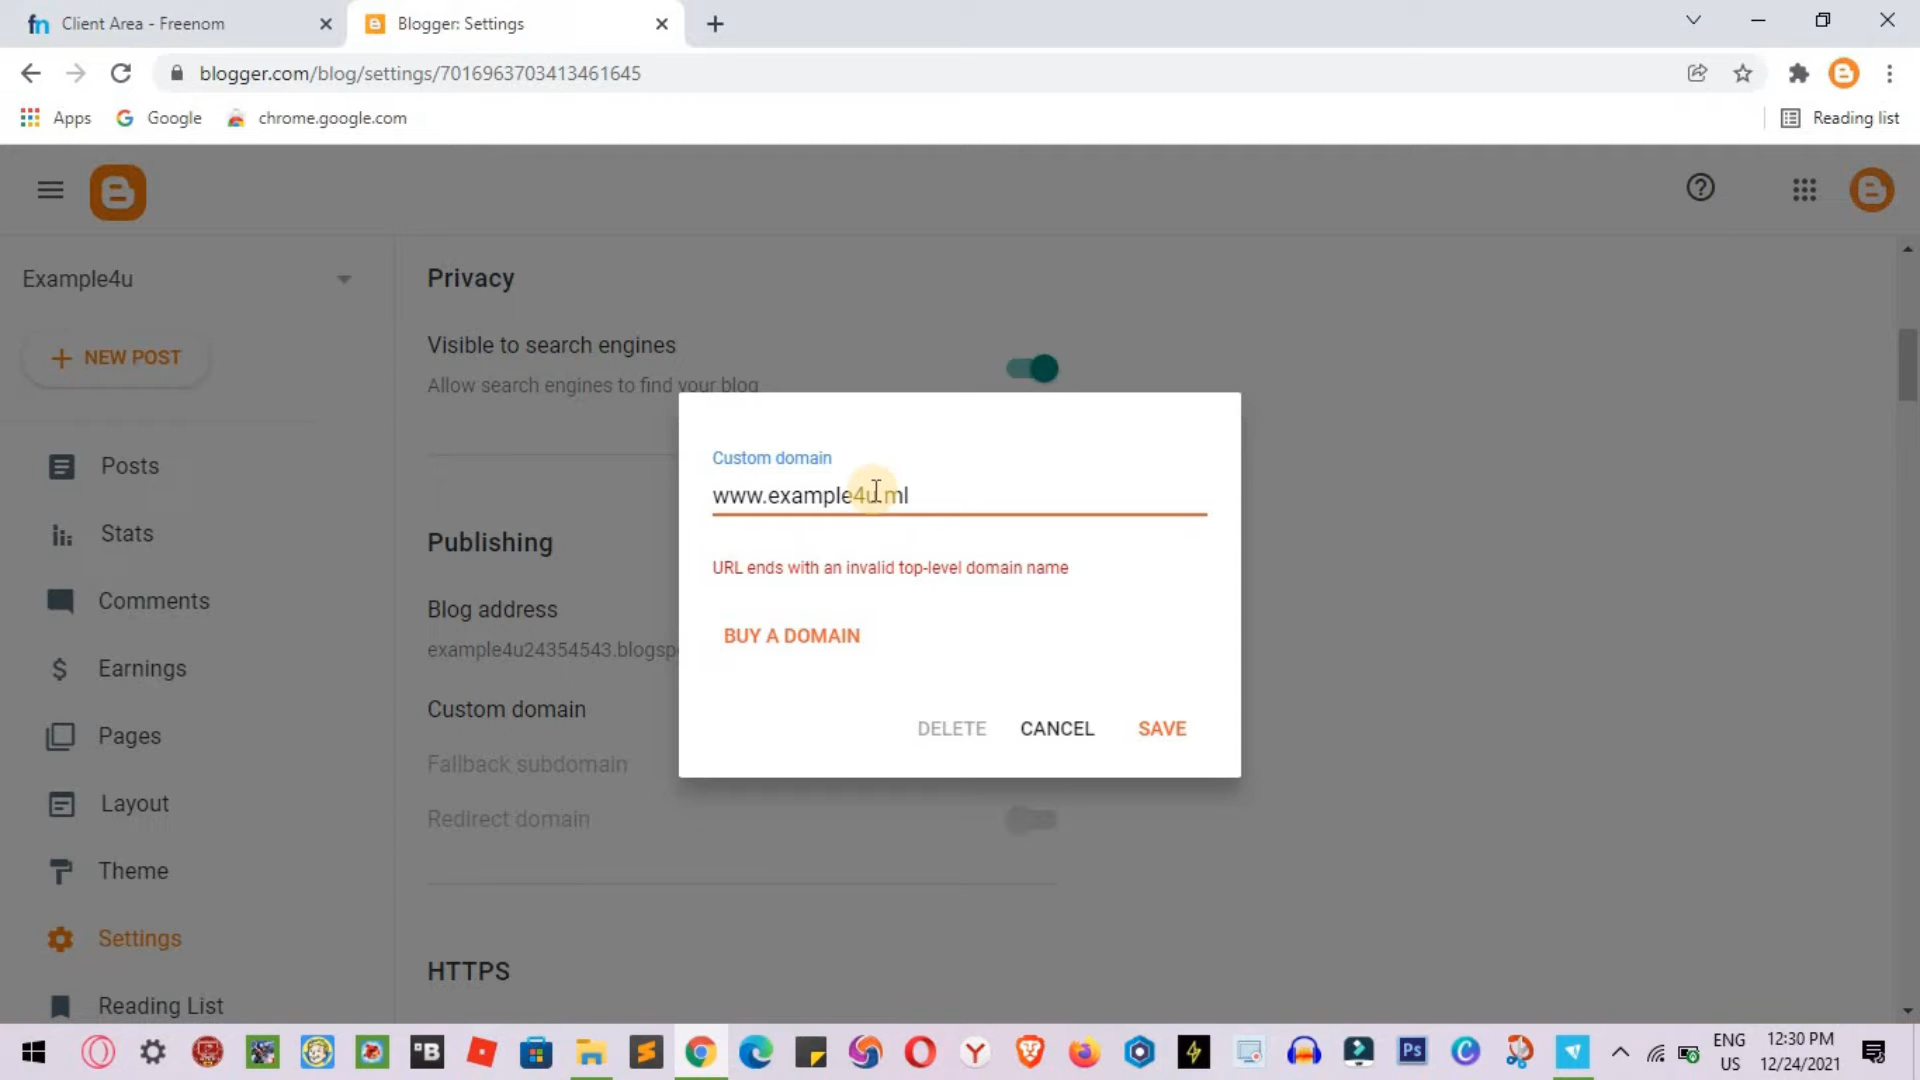 Client Area - Freenom
Blogger: Settings
blogger.com/blog/settings/7016963703413461645
Apps
Google
chrome.google.com
Reading list
Example4u
NEW POST
Posts
Stats
Comments
Earnings
Pages
Layout
Theme
Settings
Reading List
Privacy
Visible to search engines
Allow search engines to find your blog
Publishing
Blog address
example4u24354543.blogsp
Custom domain
Fallback subdomain
Redirect domain
HTTPS
Custom domain
www.example4u.ml
URL ends with an invalid top-level domain name
BUY A DOMAIN
DELETE CANCEL SAVE
ENG
US
12:30 PM
12/24/2021